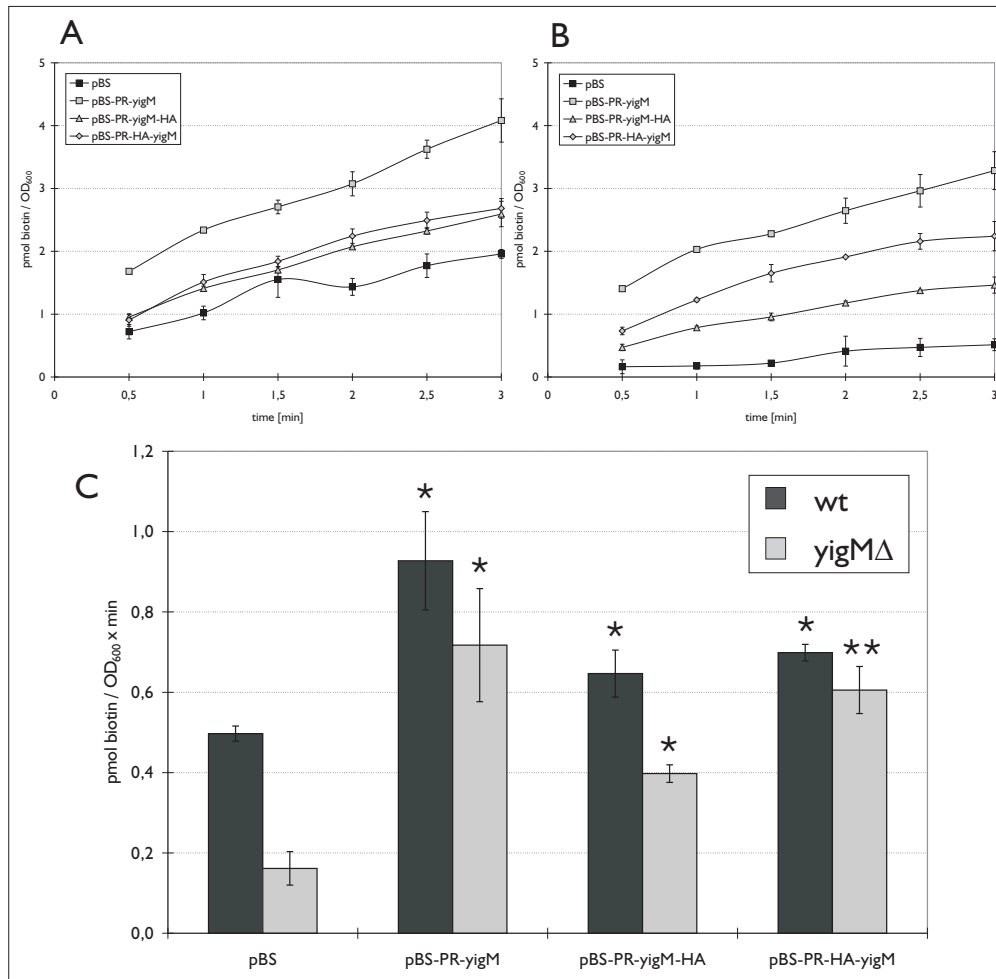 A
5
4
3
2
1
0
pmol biotin / OD600
pBS
pBS-PR-yigM
pBS-PR-yigM-HA
pBS-PR-HA-yigM
0
0,5
1
1,5
2
2,5
3
time [min]
B
5
4
3
2
1
0
pmol biotin / OD600
pBS
pBS-PR-yigM
PBS-PR-yigM-HA
pBS-PR-HA-yigM
0
0,5
1
1,5
2
2,5
3
time [min]
C
1,2
1,0
0,8
0,6
0,4
0,2
0,0
pmol biotin / OD600 x min
wt
yigMΔ
*
*
*
*
*
**
pBS
pBS-PR-yigM
pBS-PR-yigM-HA
pBS-PR-HA-yigM